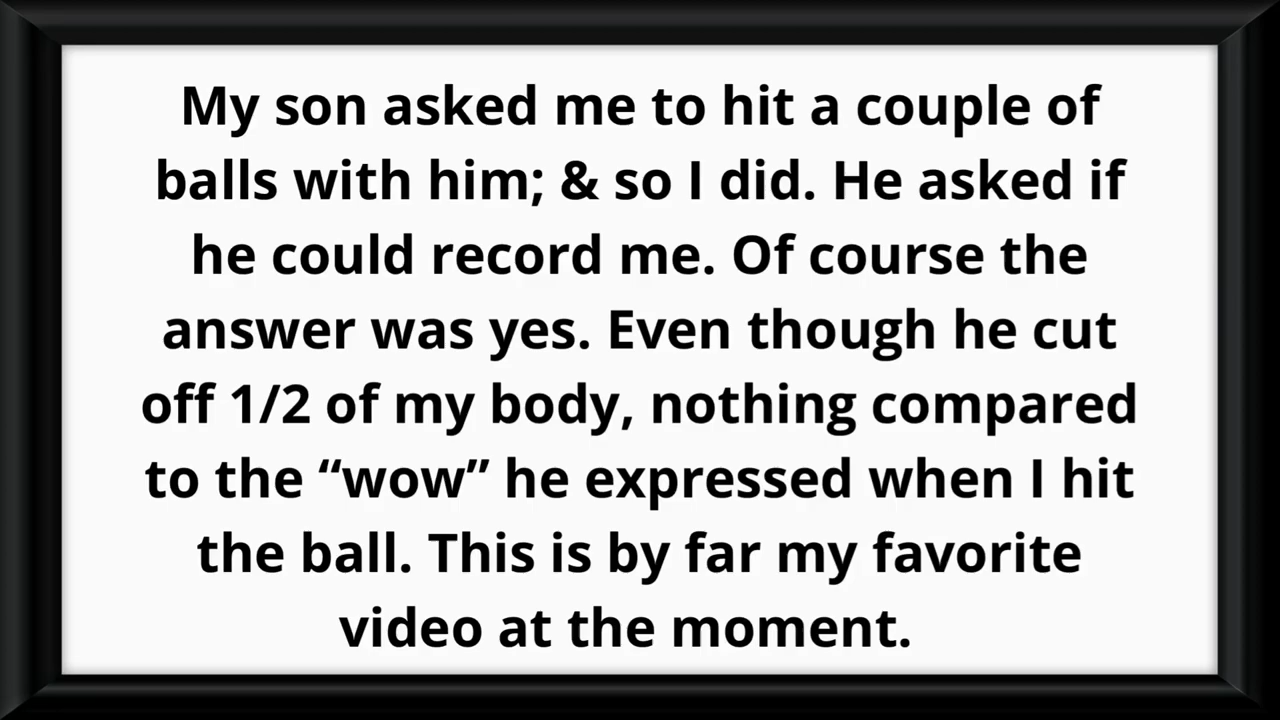 My son asked me to hit a couple of
balls with him; & so I did. He asked if
he could record me. Of course the
answer was yes. Even though he cut
off 1/2 of my body, nothing compared
to the “wow” he expressed when I hit
the ball. This is by far my favorite
video at the moment.